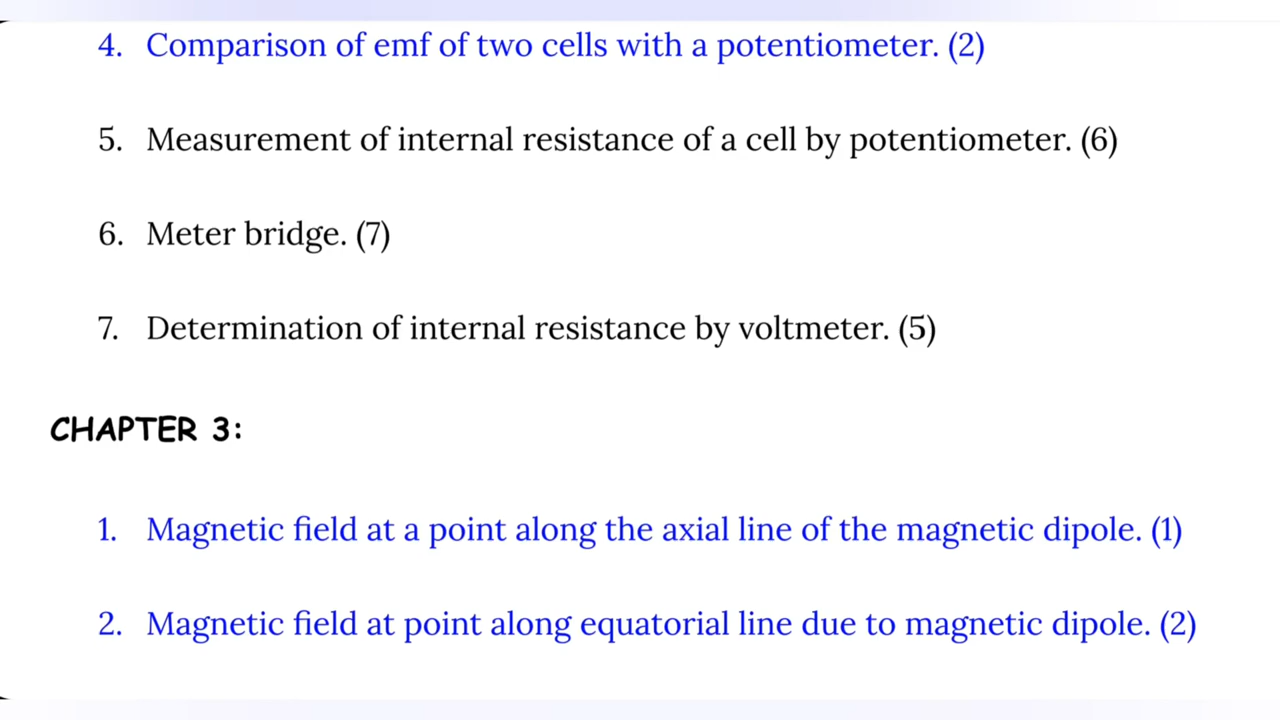 4. Comparison of emf of two cells with a potentiometer. (2)
5. Measurement of internal resistance of a cell by potentiometer. (6)
6. Meter bridge. (7)
7. Determination of internal resistance by voltmeter. (5)
CHAPTER 3:
1. Magnetic field at a point along the axial line of the magnetic dipole. (1)
2. Magnetic field at point along equatorial line due to magnetic dipole. (2)